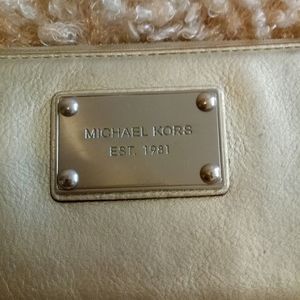 MICHAEL KORS
EST. 1981